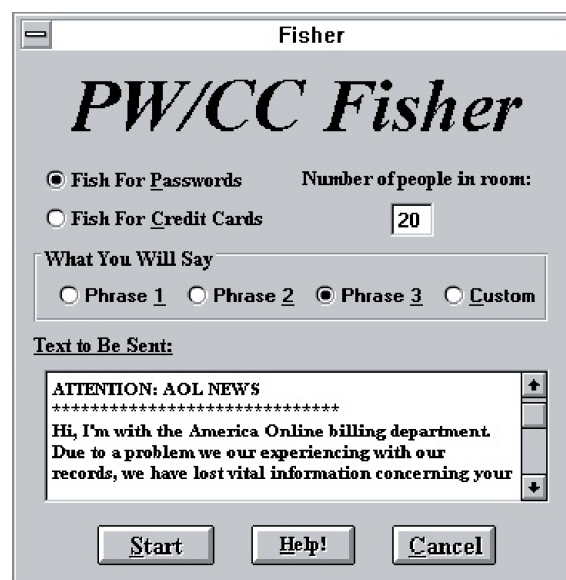 Fisher
PW/CC Fisher
Fish For Passwords
Number of people in room:
Fish For Credit Cards
20
What You Will Say
Phrase 1 Phrase 2 Phrase 3 Custom
Text to Be Sent:
ATTENTION: AOL NEWS
******************************
Hi, I'm with the America Online billing department.
Due to a problem we our experiencing with our
records, we have lost vital information concerning your
Start Help! Cancel